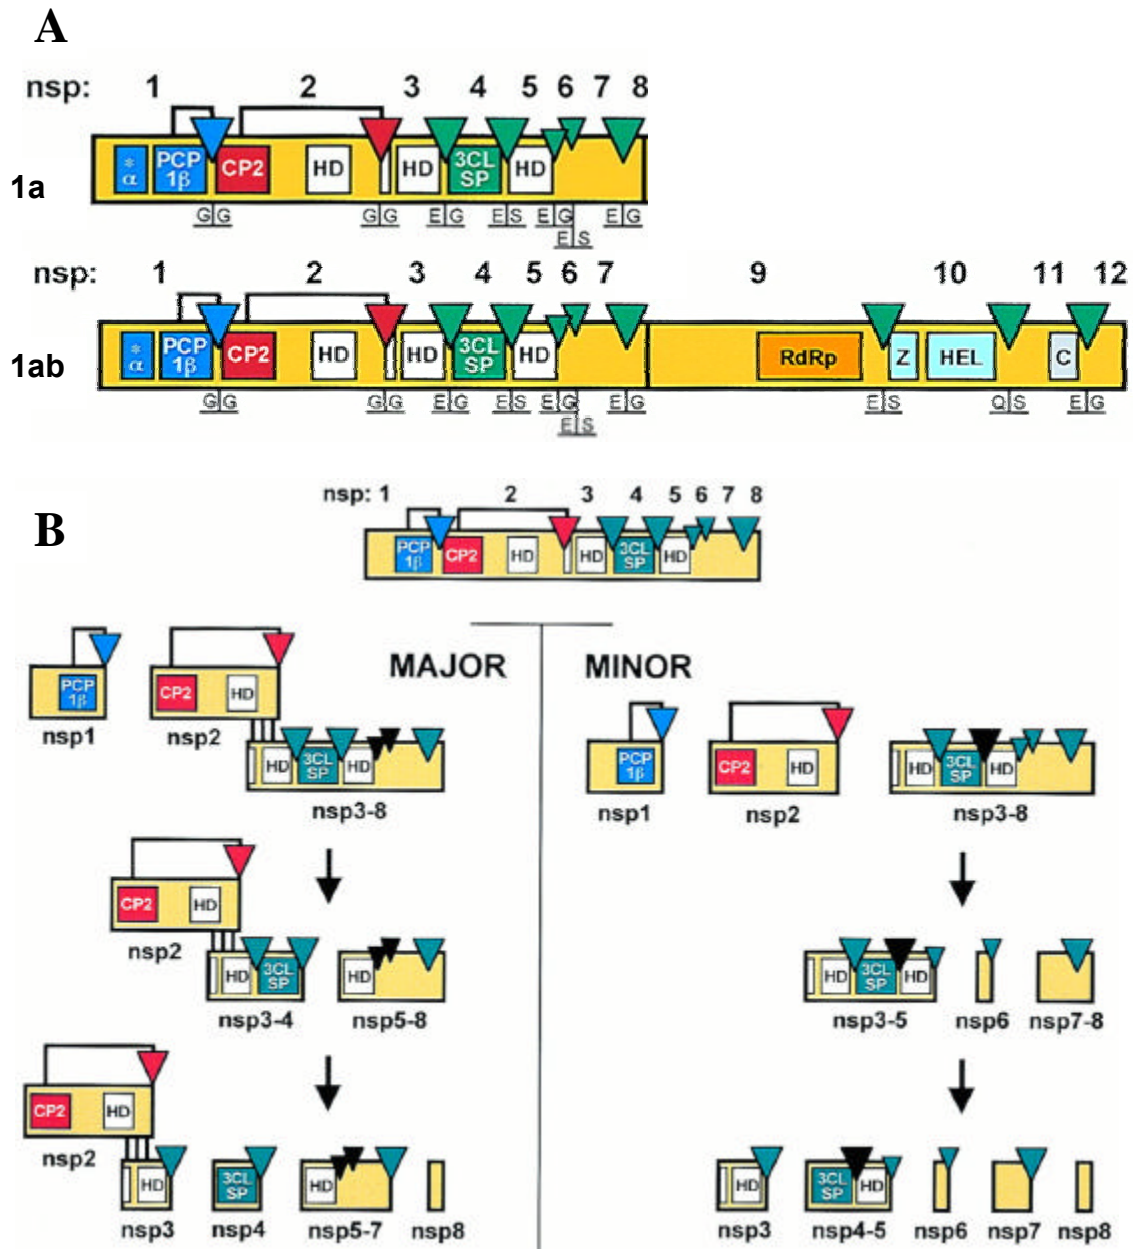 A
nsp: 1 2 3 4 5 6 7 8
1a
* α PCP 1β CP2 HD HD 3CL SP HD
G|G G|G E|G E|S E|G E|G
E|S
nsp: 1 2 3 4 5 6 7 9 10 11 12
1ab
* α PCP 1β CP2 HD HD 3CL SP HD RdRp Z HEL C
G|G G|G E|G E|S E|G E|G E|S Q|S E|G
E|S
B
nsp: 1 2 3 4 5 6 7 8
PCP 1β CP2 HD HD 3CL SP HD
MAJOR
PCP 1β CP2 HD
nsp1 nsp2
HD 3CL SP HD
nsp3-8
CP2 HD
nsp2
HD 3CL SP HD
nsp3-4 nsp5-8
CP2 HD
nsp2
HD 3CL SP HD
nsp3 nsp4 nsp5-7 nsp8
MINOR
PCP 1β CP2 HD HD 3CL SP HD
nsp1 nsp2 nsp3-8
HD 3CL SP HD
nsp3-5 nsp6 nsp7-8
HD 3CL SP HD
nsp3 nsp4-5 nsp6 nsp7 nsp8